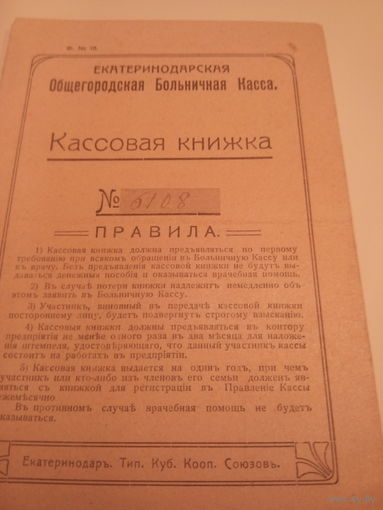 Ф. № 18
ЕКАТЕРИНОДАРСКАЯ
Общегородская Больничная Касса.
Кассовая книжка
№ 6108
ПРАВИЛА.
1) Кассовая книжка должна предъявляться по первому
требованію при всякомъ обращеніи въ Больничную Кассу или
къ врачу. Безъ предъявленія кассовой книжки не будутъ вы-
даваться денежныя пособія и оказываться врачебная помощь.
2) Въ случаѣ потери книжки надлежитъ немедленно объ
этомъ заявить въ Больничную Кассу.
3) Участникъ, виновный въ передачѣ кассовой книжки
постороннему лицу, будетъ подвергнутъ строгому взысканію.
4) Кассовыя книжки должны предъявляться въ контору
предпріятія не менѣе одного раза въ два мѣсяца для наложе-
нія штемпеля, удостовѣряющаго, что данный участникъ кассы
состоитъ на работахъ въ предпріятіи.
5) Кассовая книжка выдается на одинъ годъ, при чемъ
участникъ или кто-либо изъ членовъ его семьи долженъ яв-
ляться съ книжкой для регистраціи въ Правленіе Кассы
ежемѣсячно
Въ противномъ случаѣ врачебная помощь не будетъ
оказываться.
Екатеринодаръ. Тип. Куб. Кооп. Союзовъ.